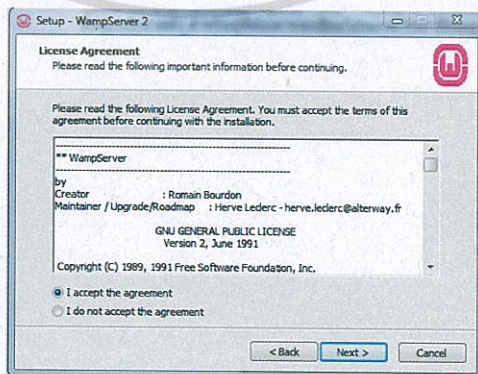 Setup - WampServer 2
License Agreement
Please read the following important information before continuing.
Please read the following License Agreement. You must accept the terms of this
agreement before continuing with the installation.
** WampServer
by
Creator : Romain Bourdon
Maintainer / Upgrade/Roadmap : Herve Leclerc - herve.leclerc@alterway.fr
GNU GENERAL PUBLIC LICENSE
Version 2, June 1991
Copyright (C) 1989, 1991 Free Software Foundation, Inc.
I accept the agreement
I do not accept the agreement
< Back
Next >
Cancel